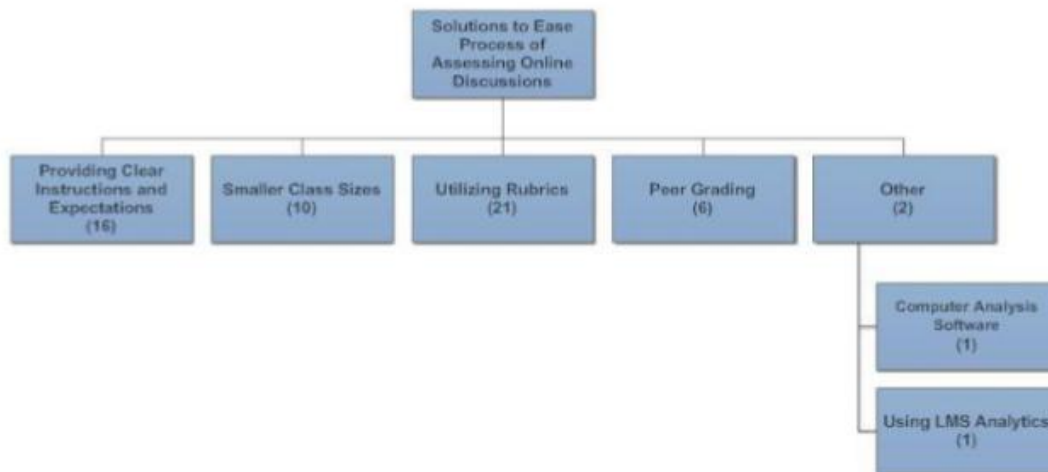 Solutions to Ease
Process of
Assessing Online
Discussions
Providing Clear
Instructions and
Expectations
(16)
Smaller Class Sizes
(10)
Utilizing Rubrics
(21)
Peer Grading
(6)
Other
(2)
Computer Analysis
Software
(1)
Using LMS Analytics
(1)